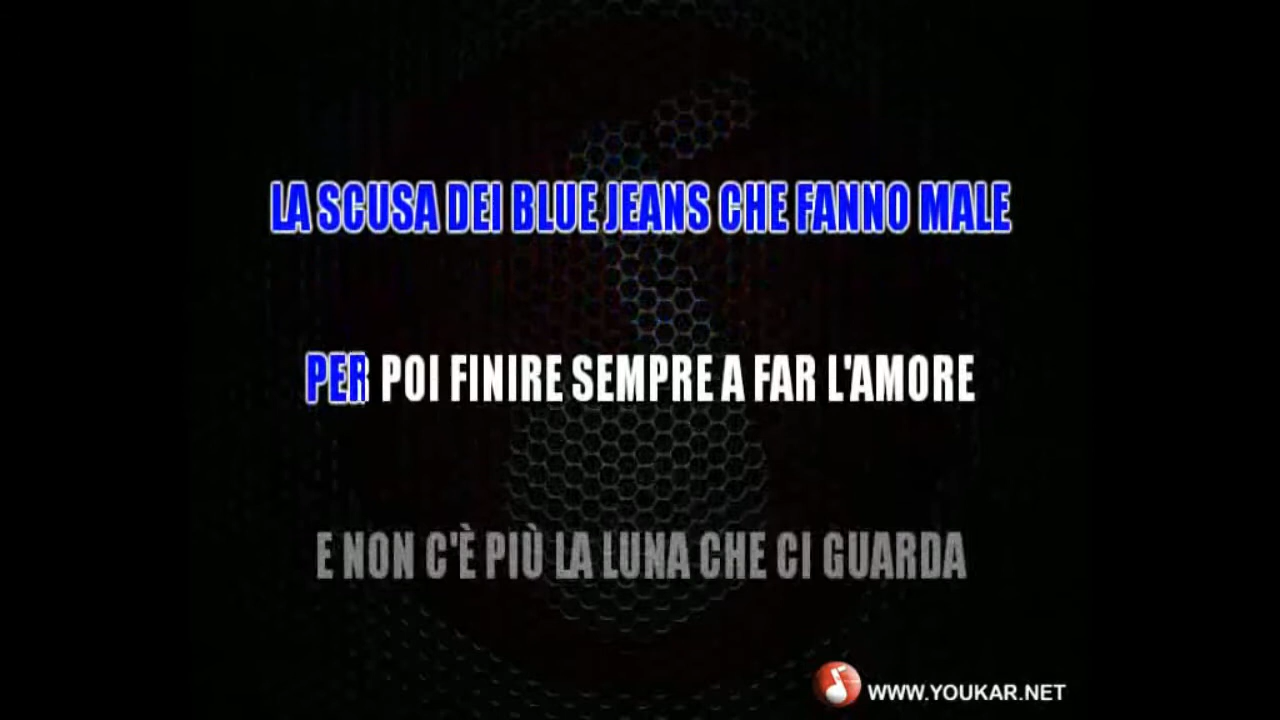 LA SCUSA DEI BLUE JEANS CHE FANNO MALE
PER POI FINIRE SEMPRE A FAR L'AMORE
E NON C'È PIÙ LA LUNA CHE CI GUARDA
WWW.YOUKAR.NET